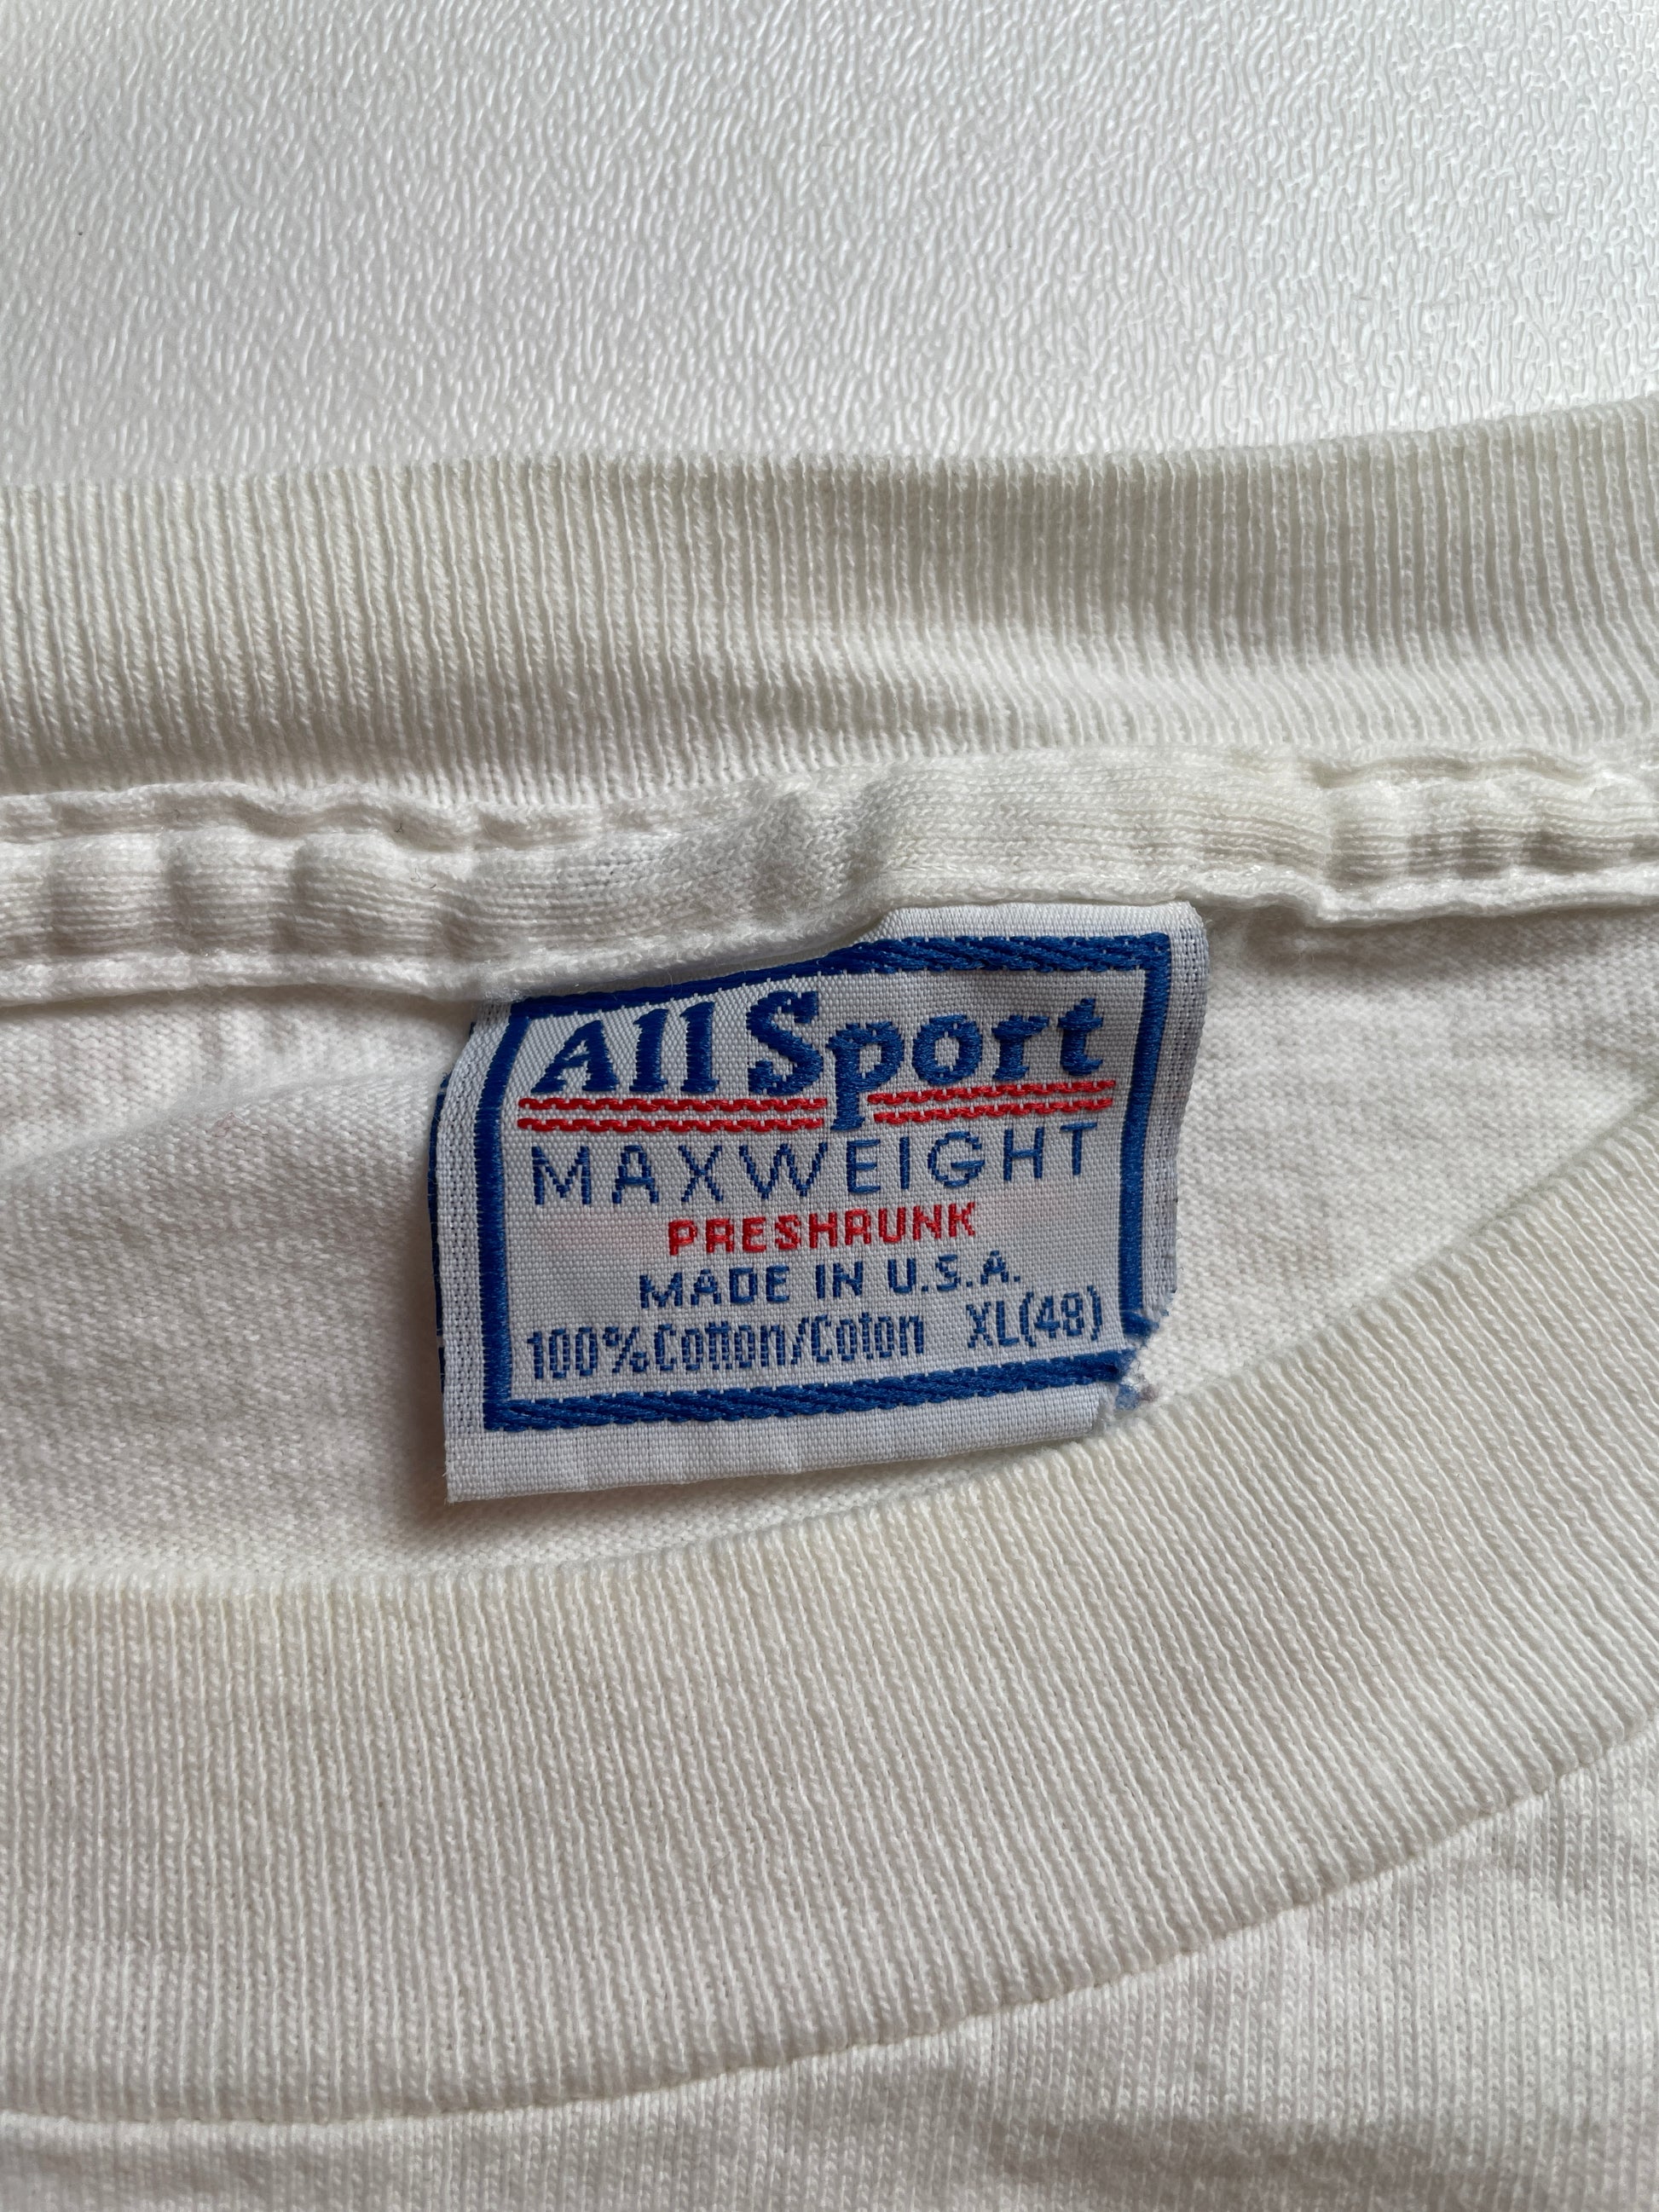 All Sport
MAXWEIGHT
PRESHRUNK
MADE IN U.S.A.
100% Cotton/Coton XL(48)